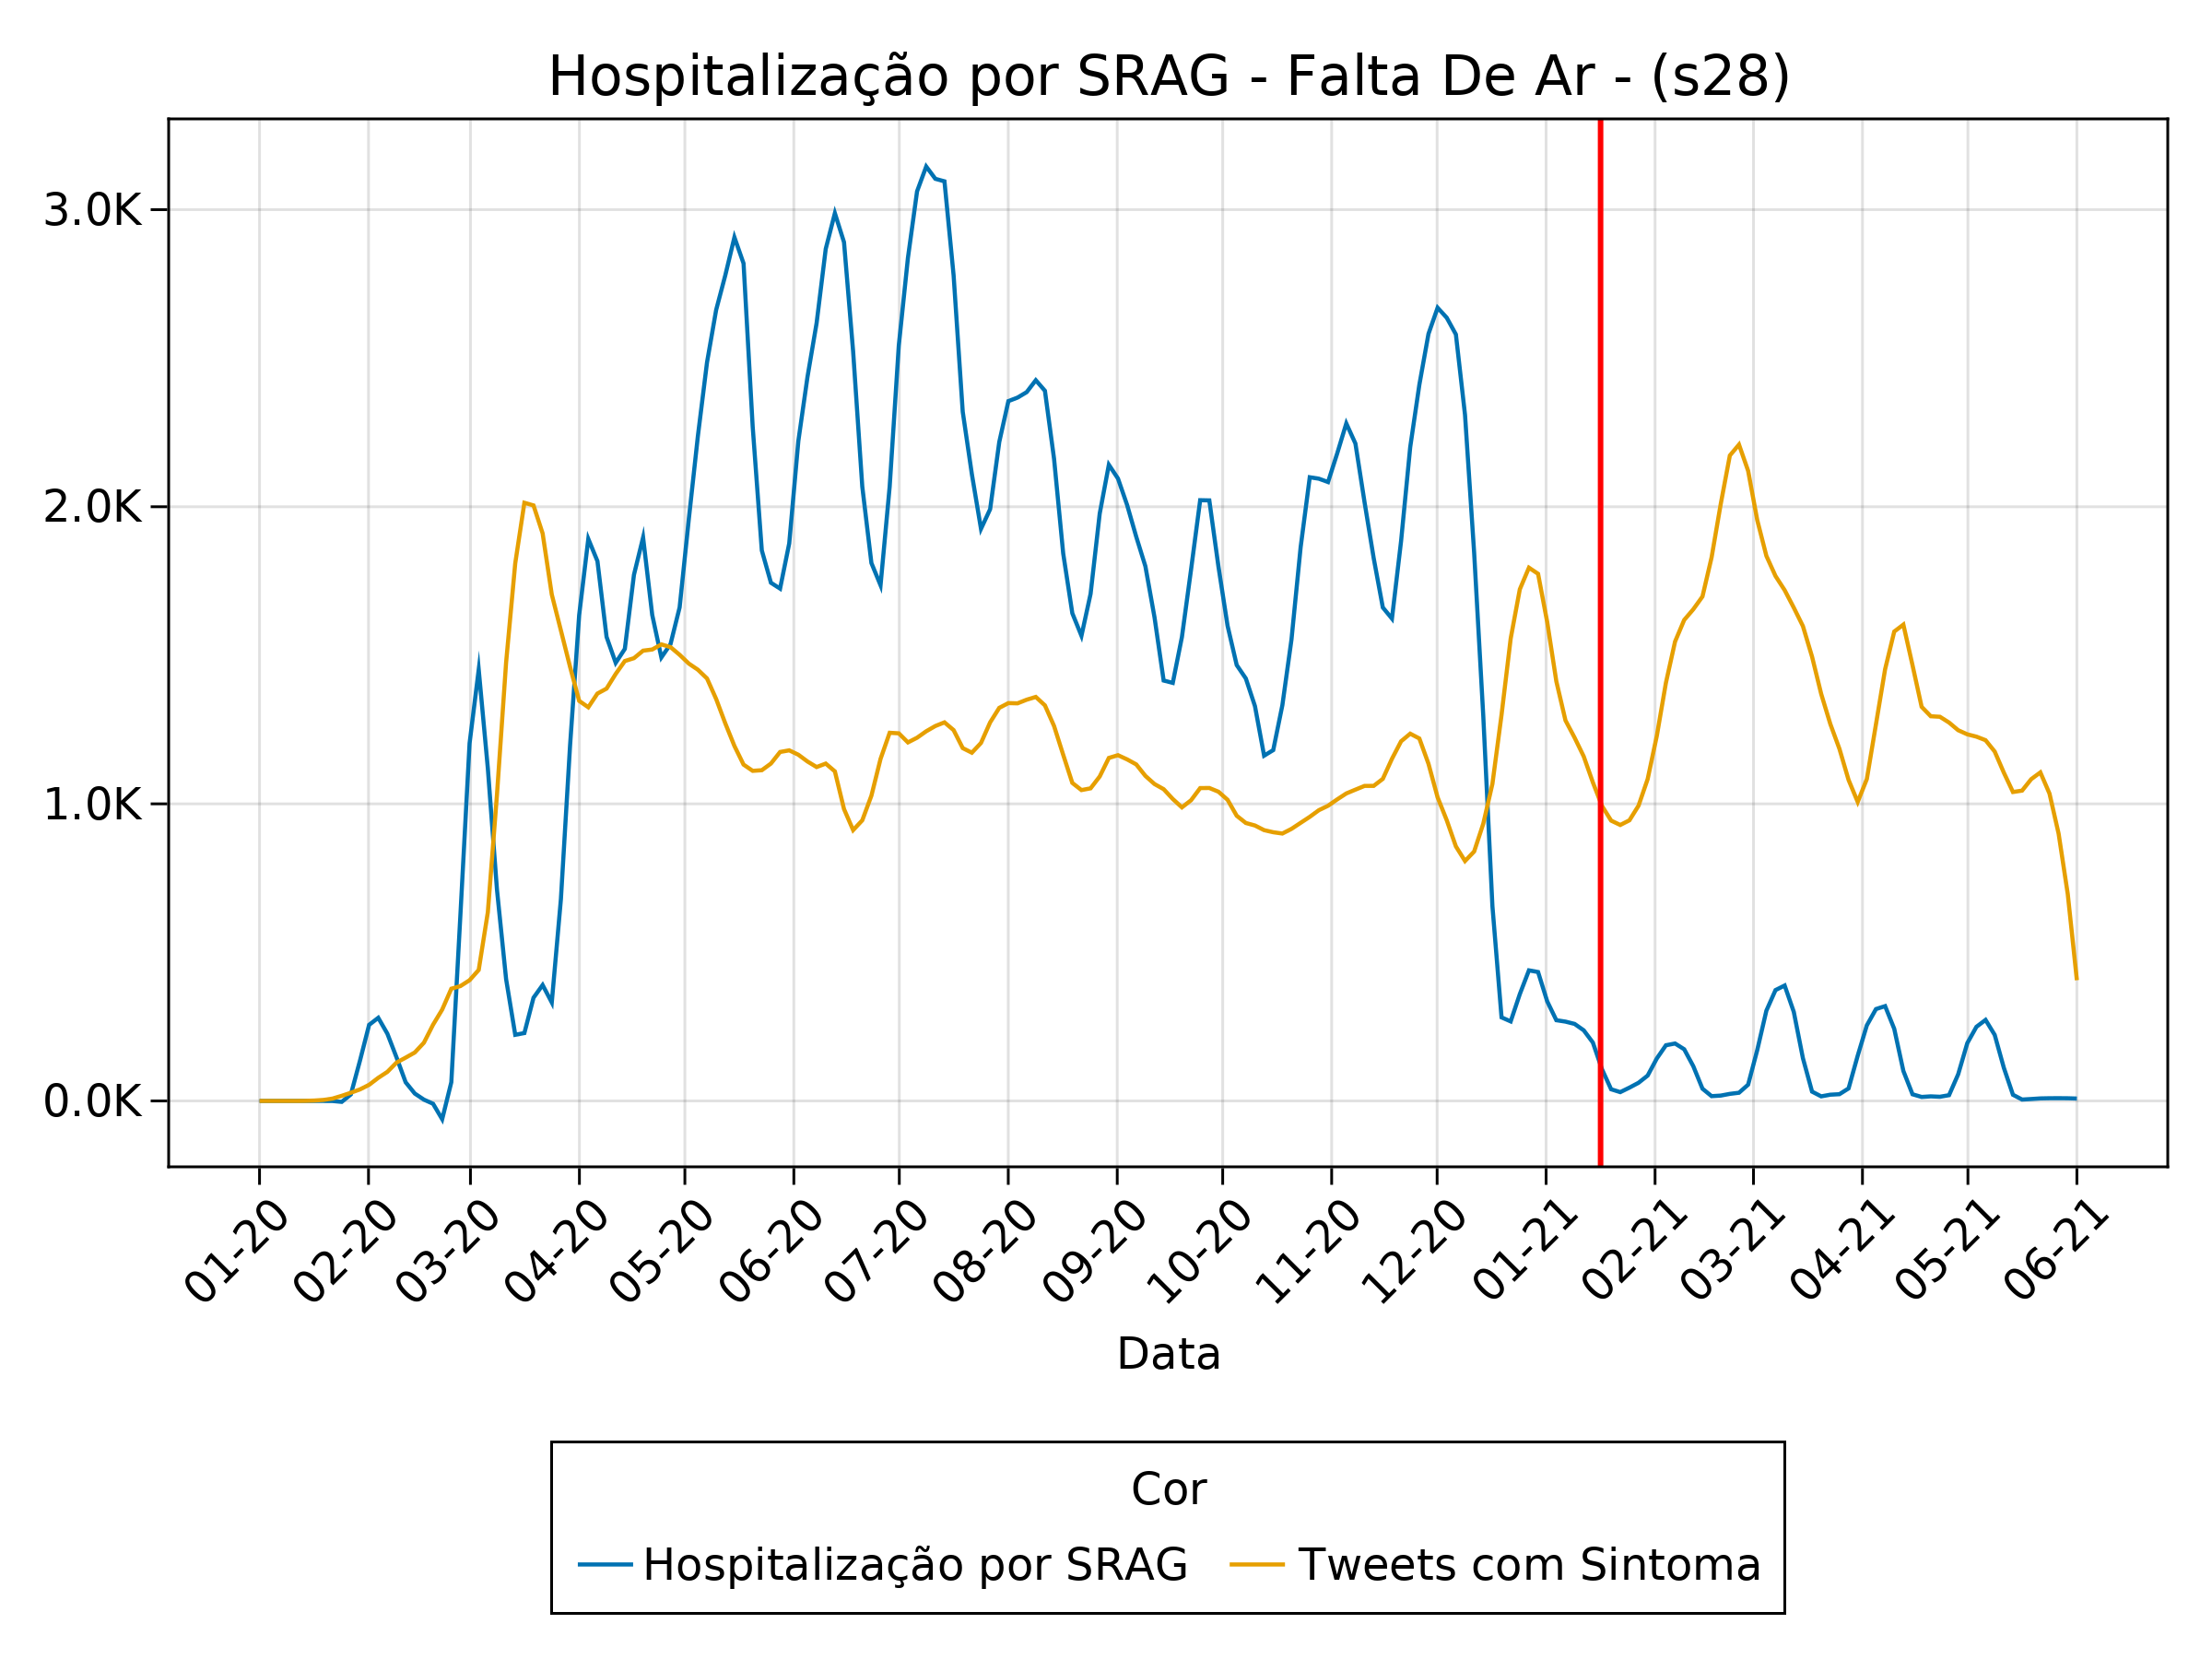 Hospitalização por SRAG - Falta De Ar - (s28)
3.0K
2.0K
1.0K
0.0K
01-20 02-20 03-20 04-20 05-20 06-20 07-20 08-20 09-20 10-20 11-20 12-20 01-21 02-21 03-21 04-21 05-21 06-21
Data
Cor
Hospitalização por SRAG Tweets com Sintoma